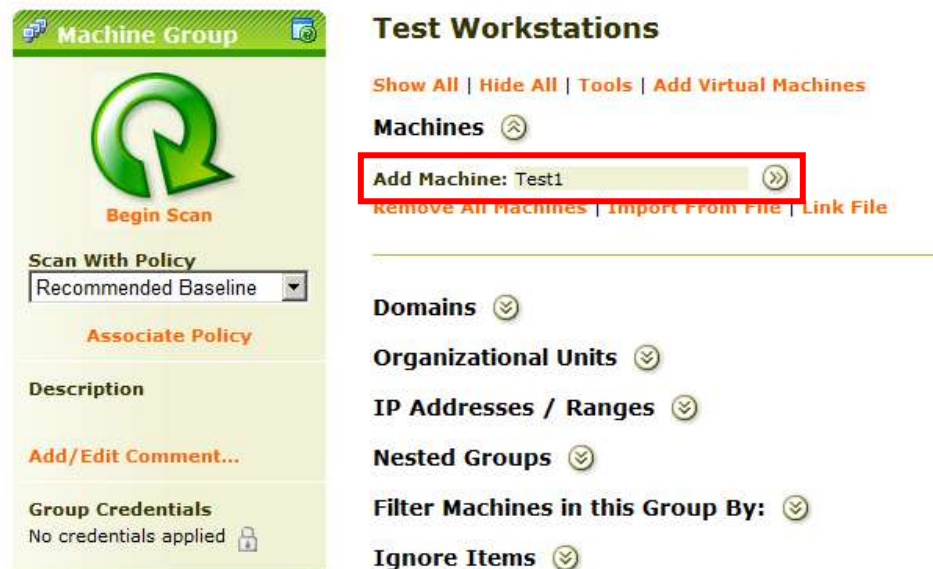 Machine Group
Begin Scan
Scan With Policy
Recommended Baseline
Associate Policy
Description
Add/Edit Comment...
Group Credentials
No credentials applied
Test Workstations
Show All | Hide All | Tools | Add Virtual Machines
Machines
Add Machine: Test1
Remove All Machines | Import From File | Link File
Domains
Organizational Units
IP Addresses / Ranges
Nested Groups
Filter Machines in this Group By:
Ignore Items